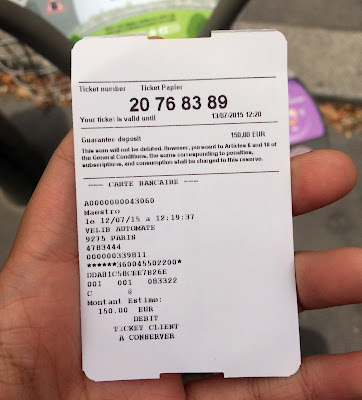 Ticket number Ticket Papier
20 76 83 89
Your ticket is valid until 13/07/2015 12:20
Guarantee deposit 150,00 EUR
This sum will not be debited. However, pursuant to Articles 8 and 10 of
the General Conditions, the sums corresponding to penalties,
subscriptions, and consumption shall be charged to this reserve.
---- CARTE BANCAIRE ----
A0000000043060
Maestro
le 12/07/15 a 12:19:37
VELIB AUTOMATE
9275 PARIS
4783444
000000339811
******360045502200*
DDAB1C5BCEE7B26E
001 001 083322
C @
Montant Estime:
150.00 EUR
DEBIT
TICKET CLIENT
A CONSERVER